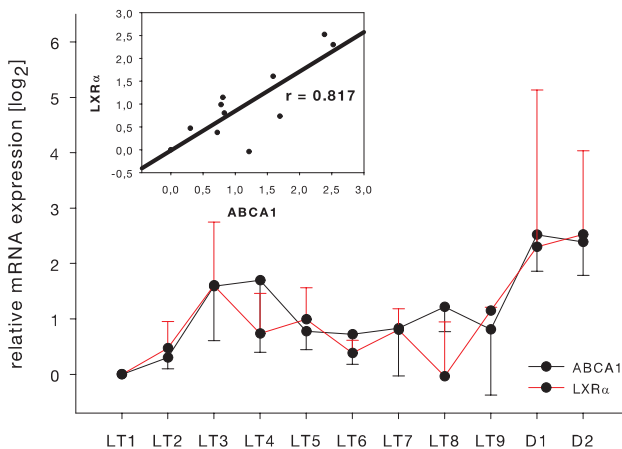 relative mRNA expression [log2]
6
5
4
3
2
1
0
LXRα
3,0
2,5
2,0
1,5
1,0
0,5
0,0
-0,5
r = 0.817
0,0 0,5 1,0 1,5 2,0 2,5 3,0
ABCA1
ABCA1
LXRα
LT1 LT2 LT3 LT4 LT5 LT6 LT7 LT8 LT9 D1 D2